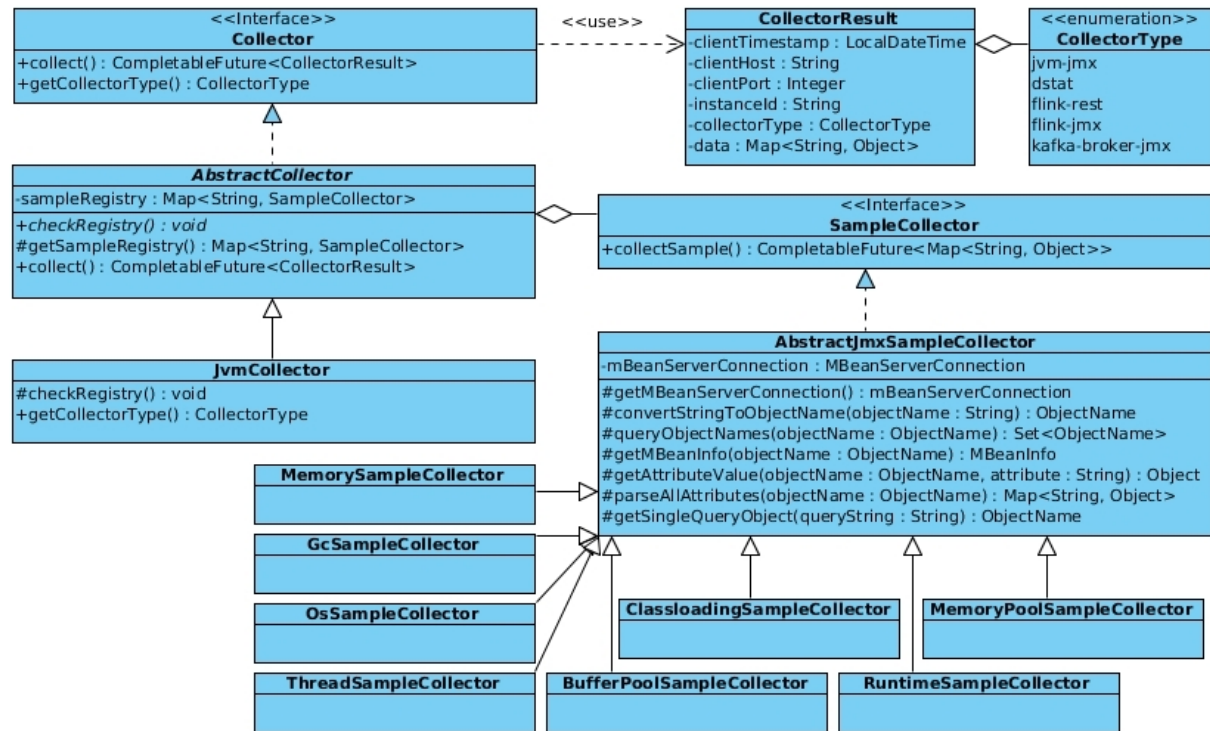 <<Interface>>
Collector
+collect() : CompletableFuture<CollectorResult>
+getCollectorType() : CollectorType
<<use>>
CollectorResult
-clientTimestamp : LocalDateTime
-clientHost : String
-clientPort : Integer
-instanceId : String
-collectorType : CollectorType
-data : Map<String, Object>
<<enumeration>>
CollectorType
jvm-jmx
dstat
flink-rest
flink-jmx
kafka-broker-jmx
AbstractCollector
-sampleRegistry : Map<String, SampleCollector>
+checkRegistry() : void
#getSampleRegistry() : Map<String, SampleCollector>
+collect() : CompletableFuture<CollectorResult>
<<Interface>>
SampleCollector
+collectSample() : CompletableFuture<Map<String, Object>>
JvmCollector
#checkRegistry() : void
+getCollectorType() : CollectorType
AbstractJmxSampleCollector
-mBeanServerConnection : MBeanServerConnection
#getMBeanServerConnection() : mBeanServerConnection
#convertStringToObjectName(objectName : String) : ObjectName
#queryObjectNames(objectName : ObjectName) : Set<ObjectName>
#getMBeanInfo(objectName : ObjectName) : MBeanInfo
#getAttributeValue(objectName : ObjectName, attribute : String) : Object
#parseAllAttributes(objectName : ObjectName) : Map<String, Object>
#getSingleQueryObject(queryString : String) : ObjectName
MemorySampleCollector
GcSampleCollector
OsSampleCollector
ClassloadingSampleCollector
MemoryPoolSampleCollector
ThreadSampleCollector
BufferPoolSampleCollector
RuntimeSampleCollector